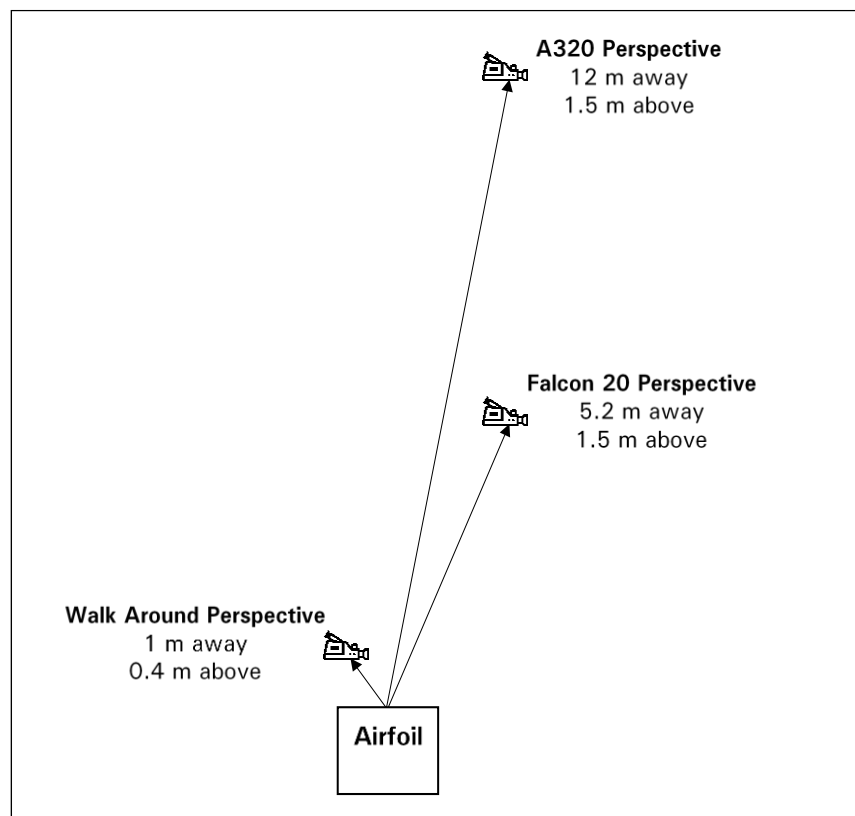 A320 Perspective
12 m away
1.5 m above
Falcon 20 Perspective
5.2 m away
1.5 m above
Walk Around Perspective
1 m away
0.4 m above
Airfoil